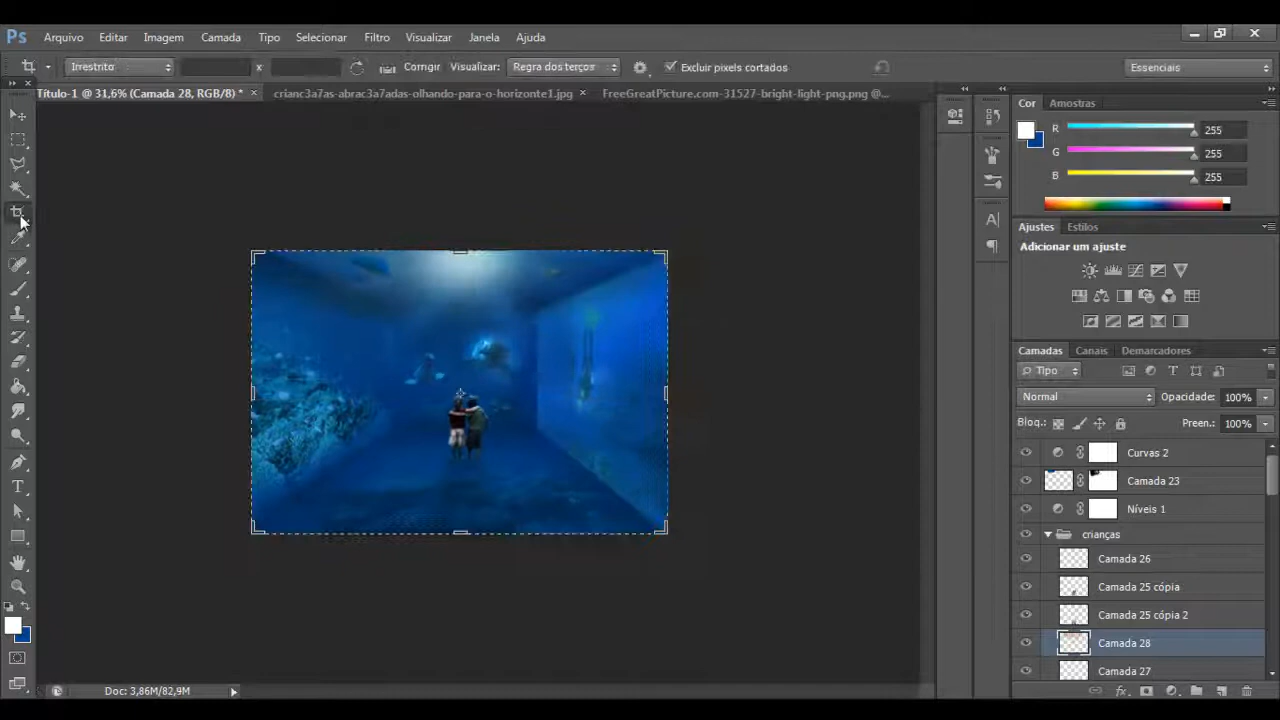 Ps Arquivo Editar Imagem Camada Tipo Selecionar Filtro Visualizar Janela Ajuda
Irrestrito x Corrigir Visualizar: Regra dos terços Excluir pixels cortados Essenciais
Título-1 @ 31,6% (Camada 28, RGB/8) * × crianc3a7as-abrac3a7adas-olhando-para-o-horizonte1.jpg × FreeGreatPicture.com-31527-bright-light-png.png @...
Cor Amostras
R 255
G 255
B 255
Ajustes Estilos
Adicionar um ajuste
Camadas Canais Demarcadores
Tipo
Normal Opacidade: 100%
Bloq.: Preen.: 100%
Curvas 2
Camada 23
Níveis 1
crianças
Camada 26
Camada 25 cópia
Camada 25 cópia 2
Camada 28
Camada 27
Doc: 3,86M/82,9M